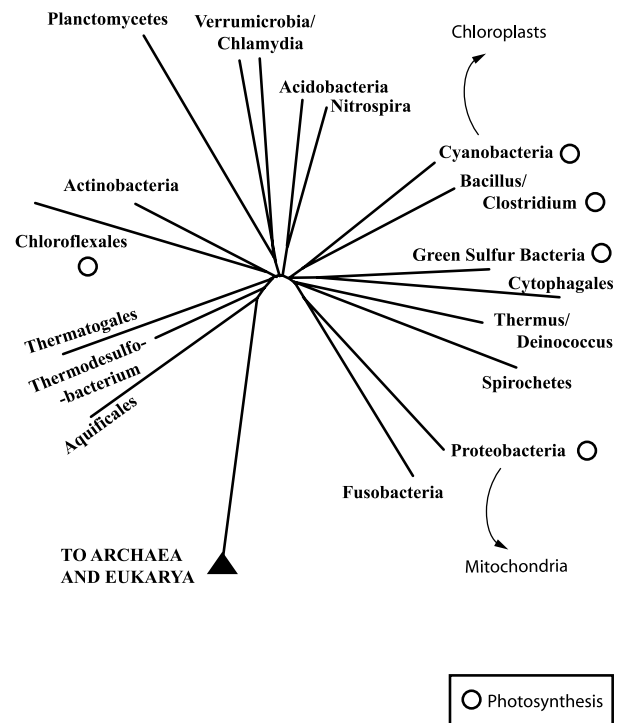 Planctomycetes
Verrumicrobia/
Chlamydia
Chloroplasts
Acidobacteria
Nitrospira
Cyanobacteria
Bacillus/
Clostridium
Actinobacteria
Chloroflexales
Green Sulfur Bacteria
Cytophagales
Thermatogales
Thermus/
Deinococcus
Thermodesulfo-
-bacterium
Spirochetes
Aquificales
Proteobacteria
Fusobacteria
TO ARCHAEA
AND EUKARYA
Mitochondria
Photosynthesis